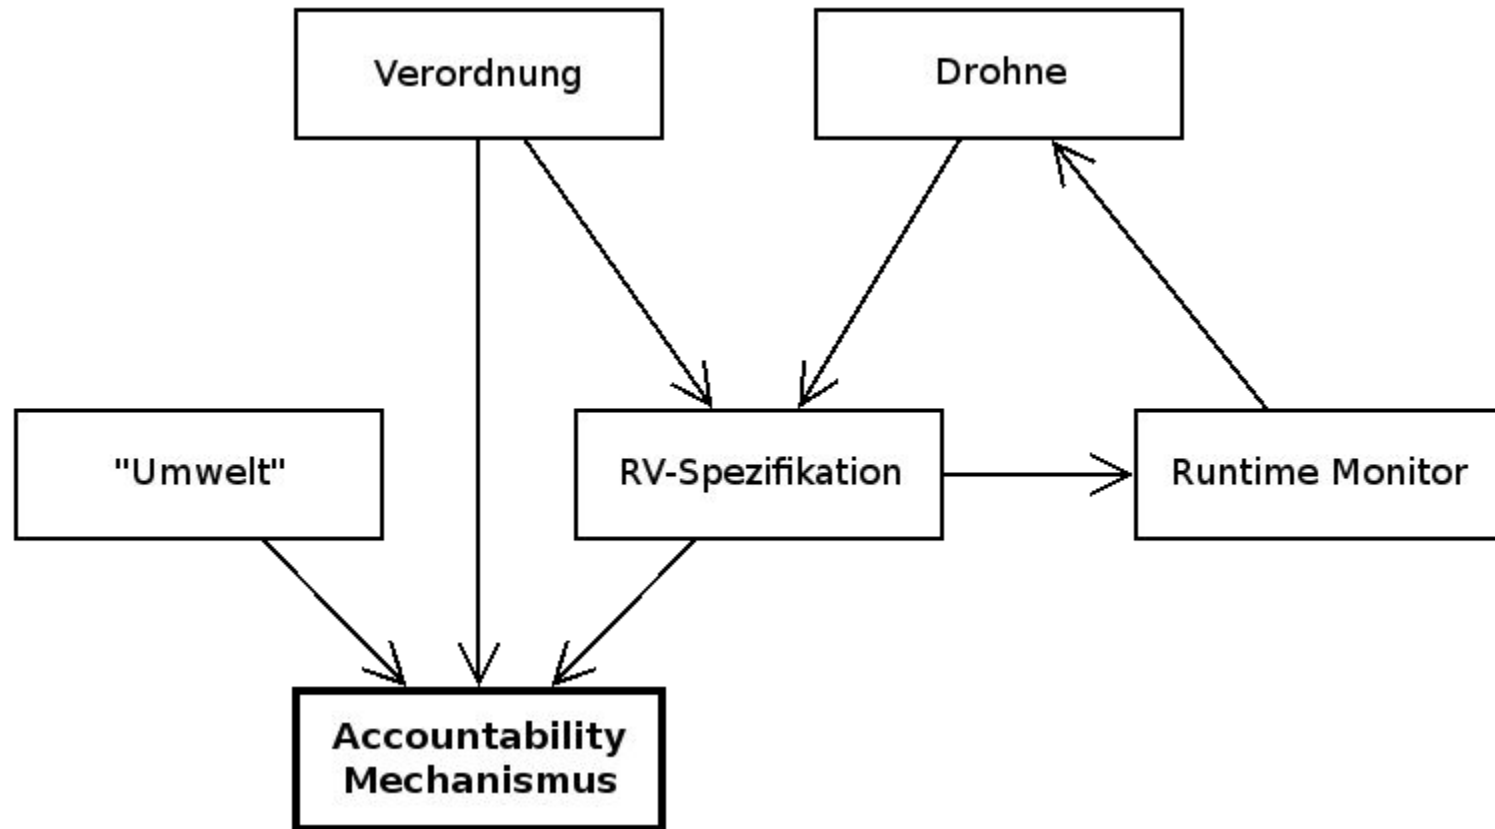 Verordnung
Drohne
"Umwelt"
RV-Spezifikation
Runtime Monitor
Accountability
Mechanismus